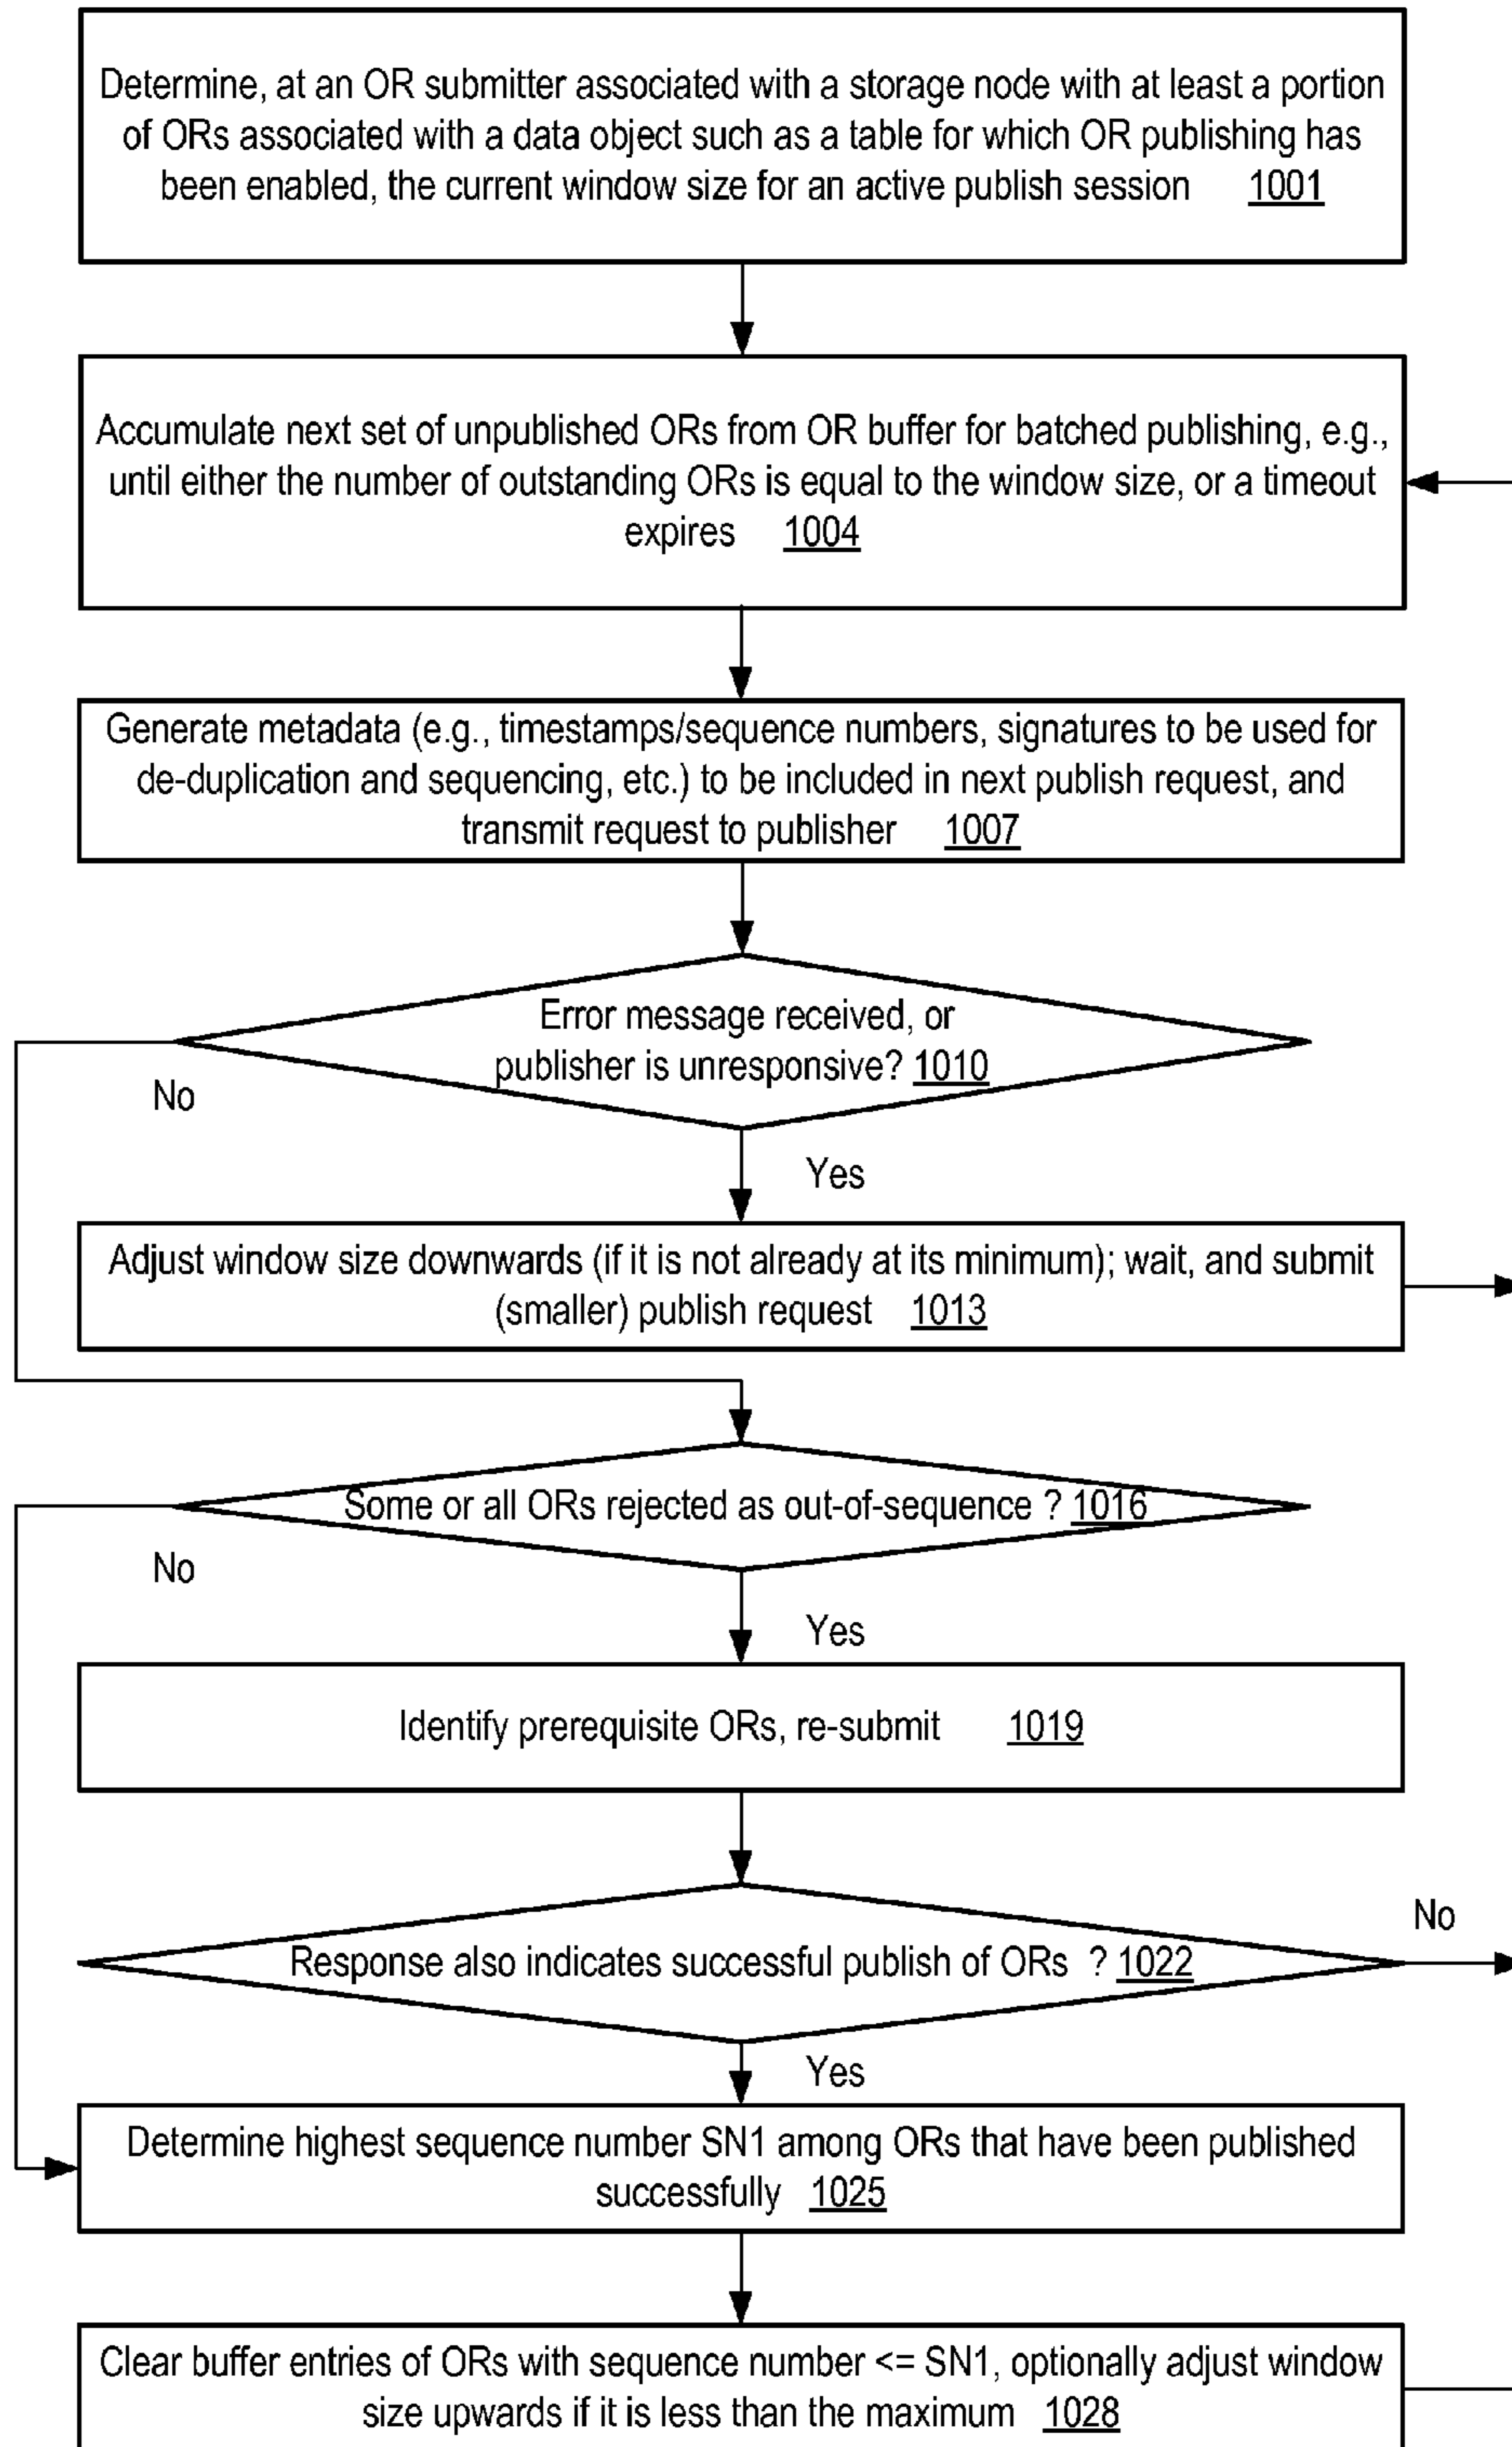 Determine, at an OR submitter associated with a storage node with at least a portion
of ORs associated with a data object such as a table for which OR publishing has
been enabled, the current window size for an active publish session 1001
Accumulate next set of unpublished ORs from OR buffer for batched publishing, e.g.,
until either the number of outstanding ORs is equal to the window size, or a timeout
expires 1004
Generate metadata (e.g., timestamps/sequence numbers, signatures to be used for
de-duplication and sequencing, etc.) to be included in next publish request, and
transmit request to publisher 1007
Error message received, or
publisher is unresponsive? 1010
No
Yes
Adjust window size downwards (if it is not already at its minimum); wait, and submit
(smaller) publish request 1013
Some or all ORs rejected as out-of-sequence ? 1016
No
Yes
Identify prerequisite ORs, re-submit 1019
No
Response also indicates successful publish of ORs ? 1022
Yes
Determine highest sequence number SN1 among ORs that have been published
successfully 1025
Clear buffer entries of ORs with sequence number <= SN1, optionally adjust window
size upwards if it is less than the maximum 1028